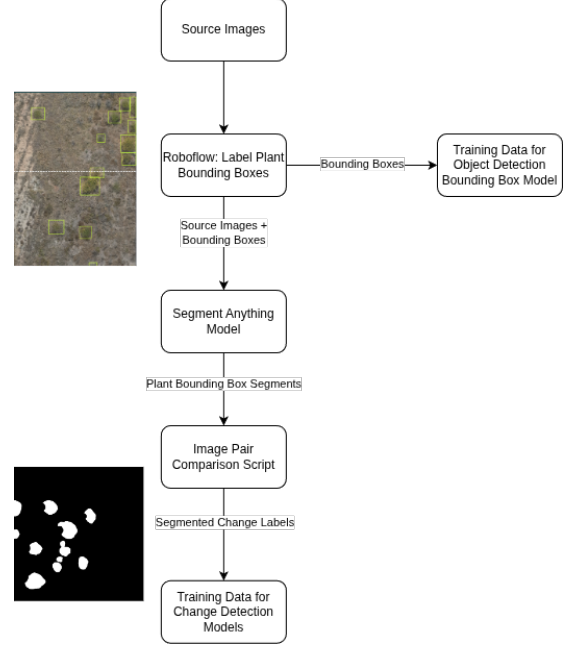 Source Images
Roboflow: Label Plant
Bounding Boxes
Bounding Boxes
Training Data for
Object Detection
Bounding Box Model
Source Images +
Bounding Boxes
Segment Anything
Model
Plant Bounding Box Segments
Image Pair
Comparison Script
Segmented Change Labels
Training Data for
Change Detection
Models